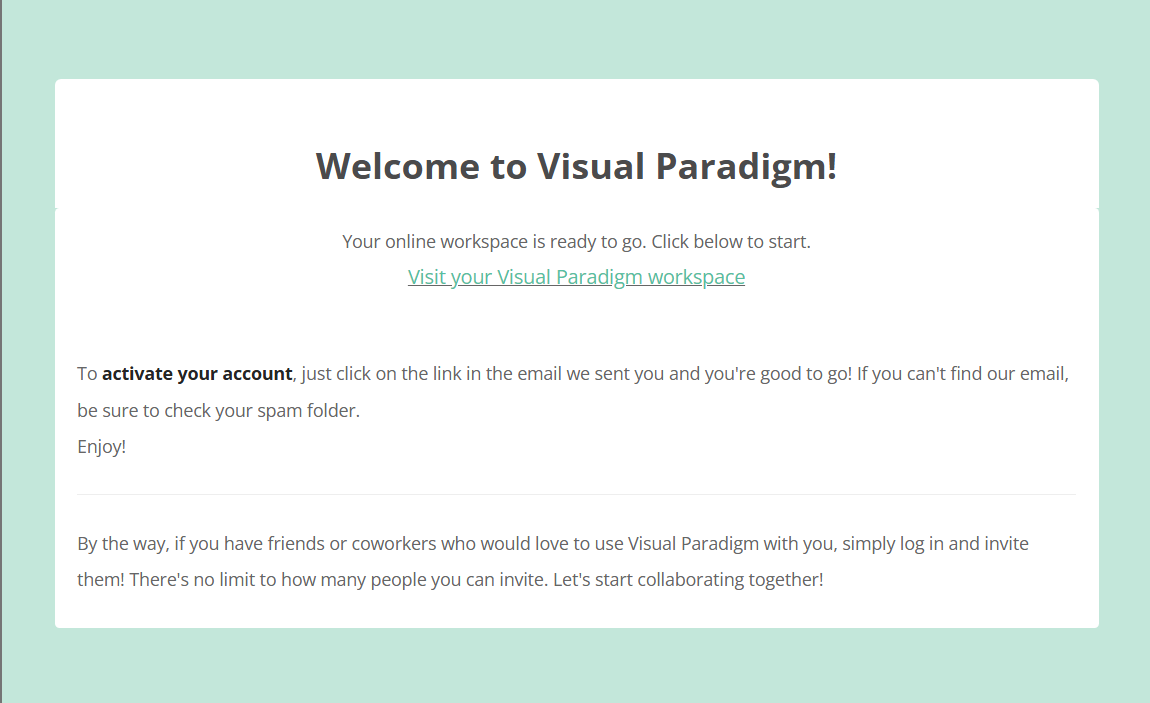 Welcome to Visual Paradigm!
Your online workspace is ready to go. Click below to start.
Visit your Visual Paradigm workspace
To activate your account, just click on the link in the email we sent you and you're good to go! If you can't find our email,
be sure to check your spam folder.
Enjoy!
By the way, if you have friends or coworkers who would love to use Visual Paradigm with you, simply log in and invite
them! There's no limit to how many people you can invite. Let's start collaborating together!